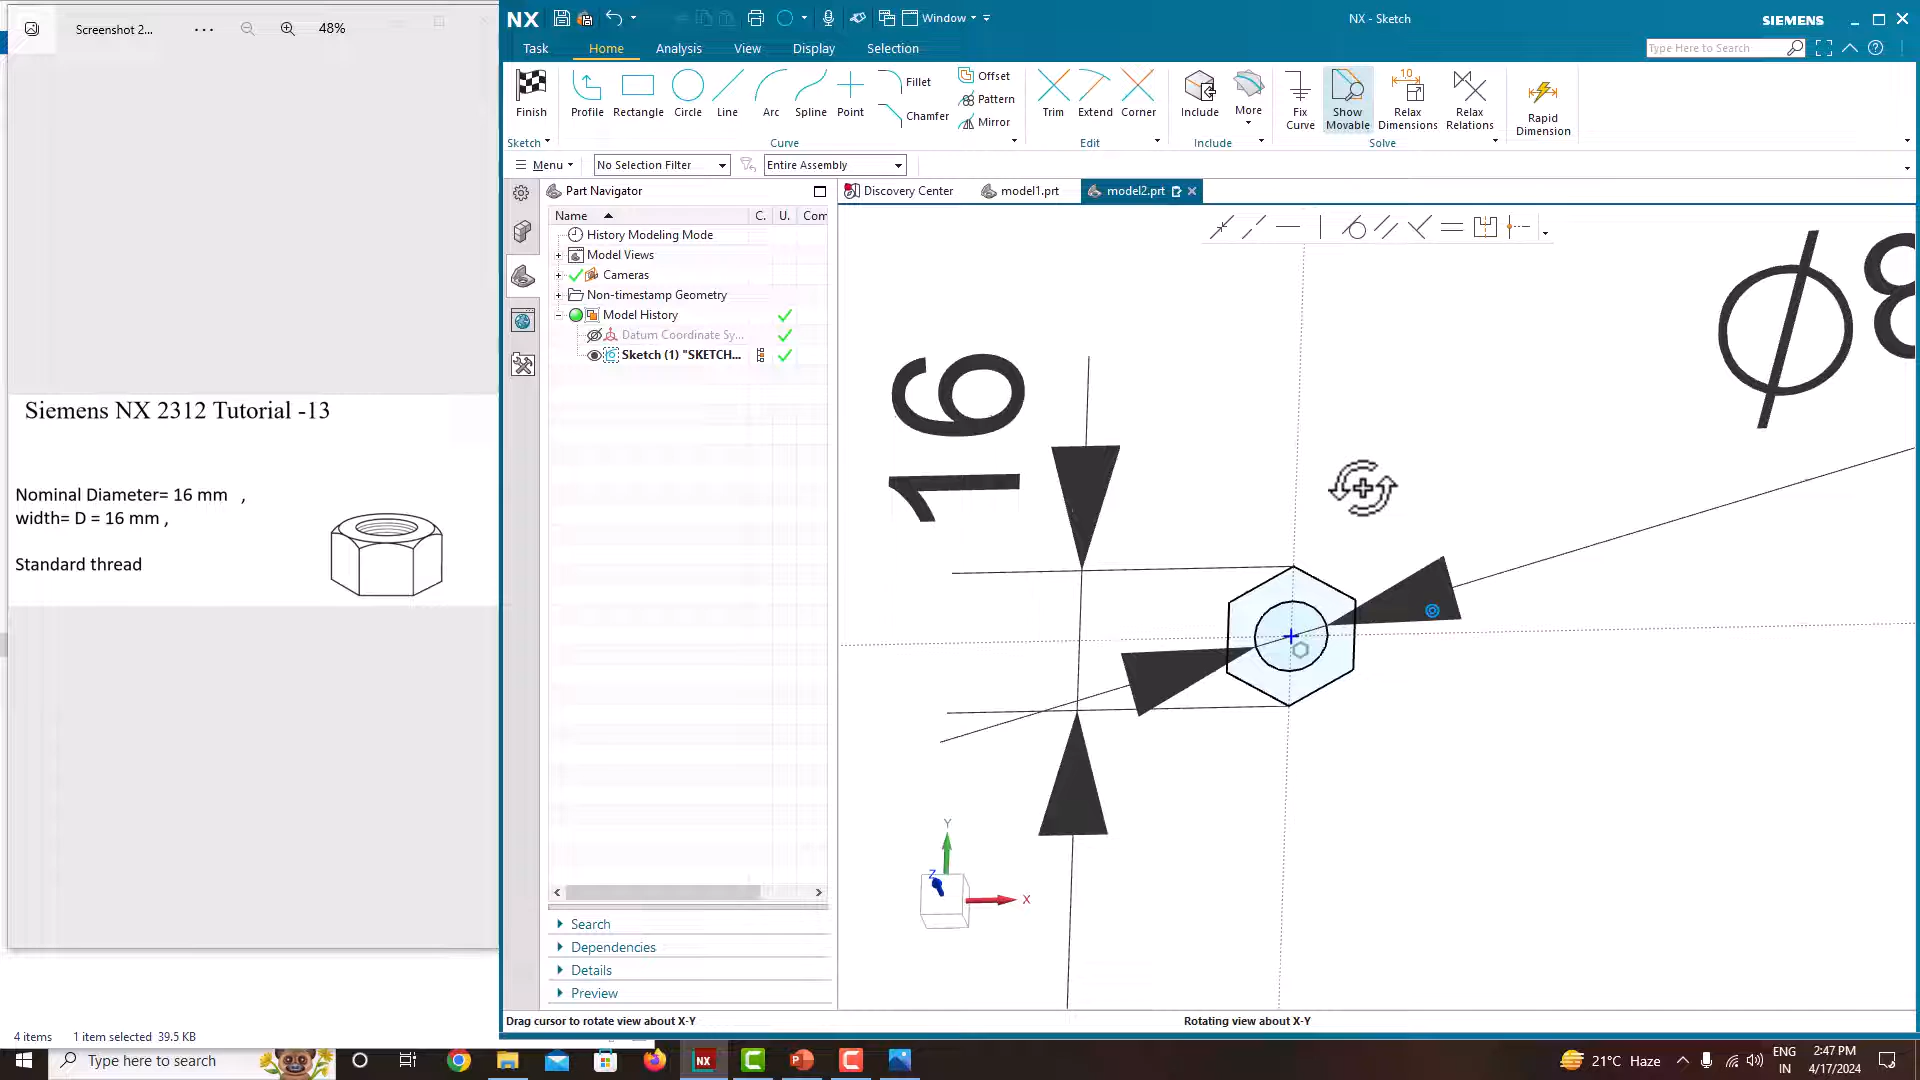 Screenshot 2...
48%
NX
Window
NX - Sketch
SIEMENS
Task
Home
Analysis
View
Display
Selection
Type Here to Search
Finish
Profile
Rectangle
Circle
Line
Arc
Spline
Point
Fillet
Chamfer
Offset
Pattern
Mirror
Trim
Extend
Corner
Include
More
Fix Curve
Show Movable
1.0
Relax Dimensions
Relax Relations
Rapid Dimension
Sketch
Curve
Edit
Include
Solve
Menu
No Selection Filter
Entire Assembly
Part Navigator
Discovery Center
model1.prt
model2.prt
Name
C.
U.
Com
History Modeling Mode
Model Views
Cameras
Non-timestamp Geometry
Model History
Datum Coordinate Sy...
Sketch (1) "SKETCH...
Siemens NX 2312 Tutorial -13
Nominal Diameter= 16 mm ,
width= D = 16 mm ,
Standard thread
16
ϕ8
Y
Z
X
Search
Dependencies
Details
Preview
Drag cursor to rotate view about X-Y
Rotating view about X-Y
4 items
1 item selected 39.5 KB
Type here to search
NX
21°C Haze
ENG
IN
2:47 PM
4/17/2024